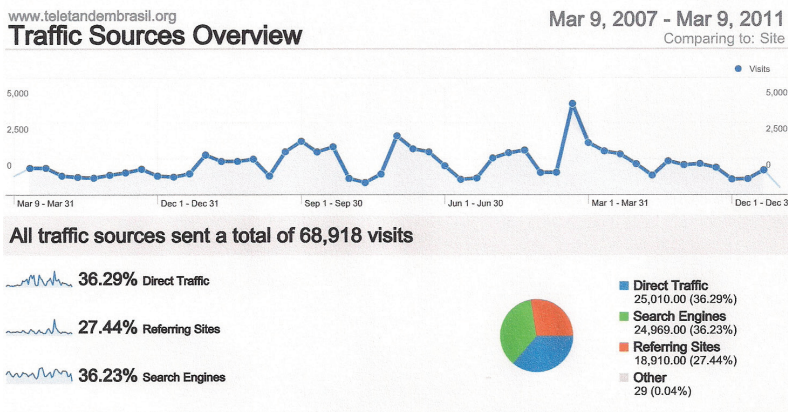 www.teletandembrasil.org
Mar 9, 2007 - Mar 9, 2011
Traffic Sources Overview
Comparing to: Site
Visits
5,000 5,000
2,500 2,500
0 0
Mar 9 - Mar 31 Dec 1 - Dec 31 Sep 1 - Sep 30 Jun 1 - Jun 30 Mar 1 - Mar 31 Dec 1 - Dec 3
All traffic sources sent a total of 68,918 visits
36.29% Direct Traffic
27.44% Referring Sites
36.23% Search Engines
Direct Traffic
25,010.00 (36.29%)
Search Engines
24,969.00 (36.23%)
Referring Sites
18,910.00 (27.44%)
Other
29 (0.04%)